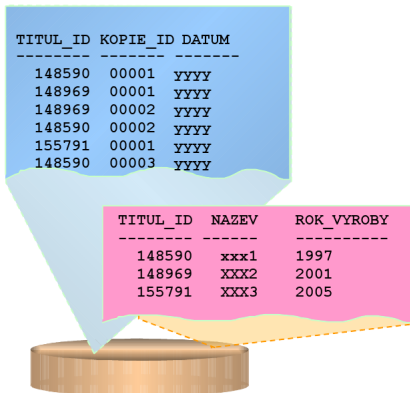 TITUL_ID KOPIE_ID DATUM
-------- ------- -------
148590 00001 yyyy
148969 00001 yyyy
148969 00002 yyyy
148590 00002 yyyy
155791 00001 yyyy
148590 00003 yyyy
TITUL_ID NAZEV ROK_VYROBY
-------- ------ ----------
148590 xxx1 1997
148969 XXX2 2001
155791 XXX3 2005